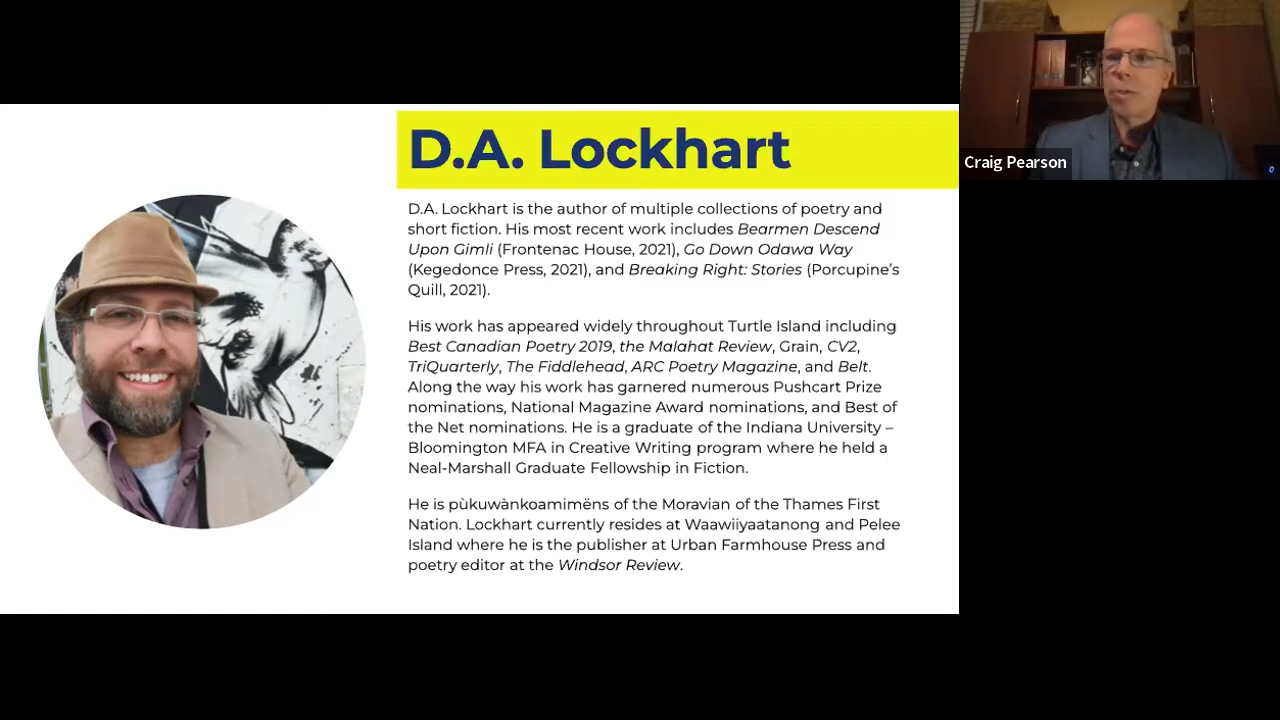 D.A. Lockhart
D.A. Lockhart is the author of multiple collections of poetry and
short fiction. His most recent work includes Bearmen Descend
Upon Gimli (Frontenac House, 2021), Go Down Odawa Way
(Kegedonce Press, 2021), and Breaking Right: Stories (Porcupine's
Quill, 2021).
His work has appeared widely throughout Turtle Island including
Best Canadian Poetry 2019, the Malahat Review, Grain, CV2,
TriQuarterly, The Fiddlehead, ARC Poetry Magazine, and Belt.
Along the way his work has garnered numerous Pushcart Prize
nominations, National Magazine Award nominations, and Best of
the Net nominations. He is a graduate of the Indiana University –
Bloomington MFA in Creative Writing program where he held a
Neal-Marshall Graduate Fellowship in Fiction.
He is pùkuwànkoamimëns of the Moravian of the Thames First
Nation. Lockhart currently resides at Waawiiyaatanong and Pelee
Island where he is the publisher at Urban Farmhouse Press and
poetry editor at the Windsor Review.
Craig Pearson